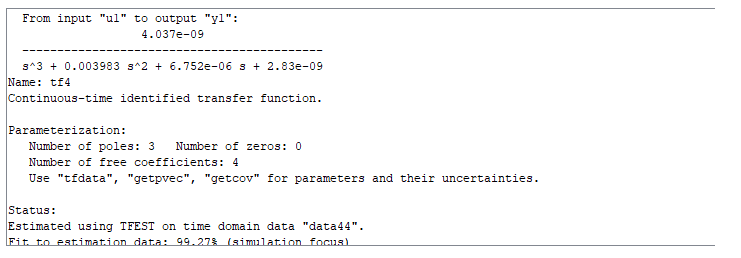 From input "u1" to output "y1":
4.037e-09
------------------------------------------
s^3 + 0.003983 s^2 + 6.752e-06 s + 2.83e-09
Name: tf4
Continuous-time identified transfer function.
Parameterization:
Number of poles: 3   Number of zeros: 0
Number of free coefficients: 4
Use "tfdata", "getpvec", "getcov" for parameters and their uncertainties.
Status:
Estimated using TFEST on time domain data "data44".
Fit to estimation data: 99.27% (simulation focus)